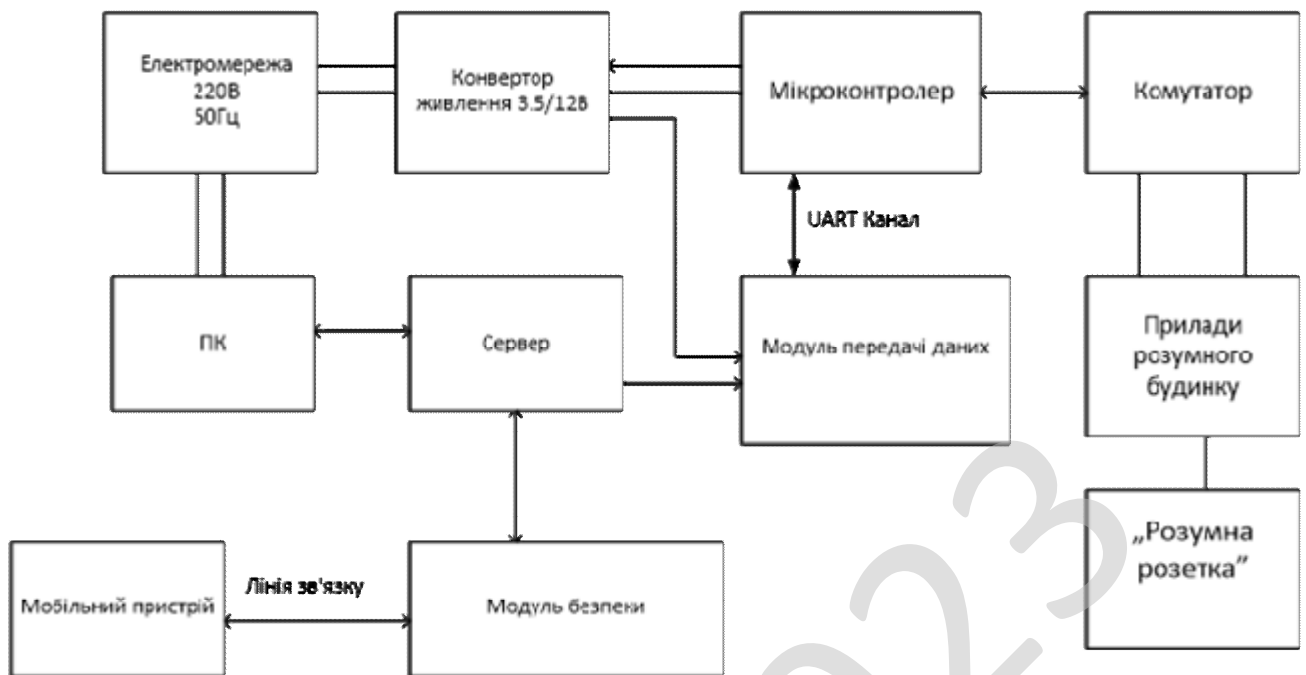 Електромережа
220В
50Гц
Конвертор
живлення 3.5/12В
Мікроконтролер
Комутатор
UART Канал
ПК
Сервер
Модуль передачі даних
Прилади
розумного
будинку
„Розумна
розетка”
Мобільний пристрій
Лінія зв'язку
Модуль безпеки
023